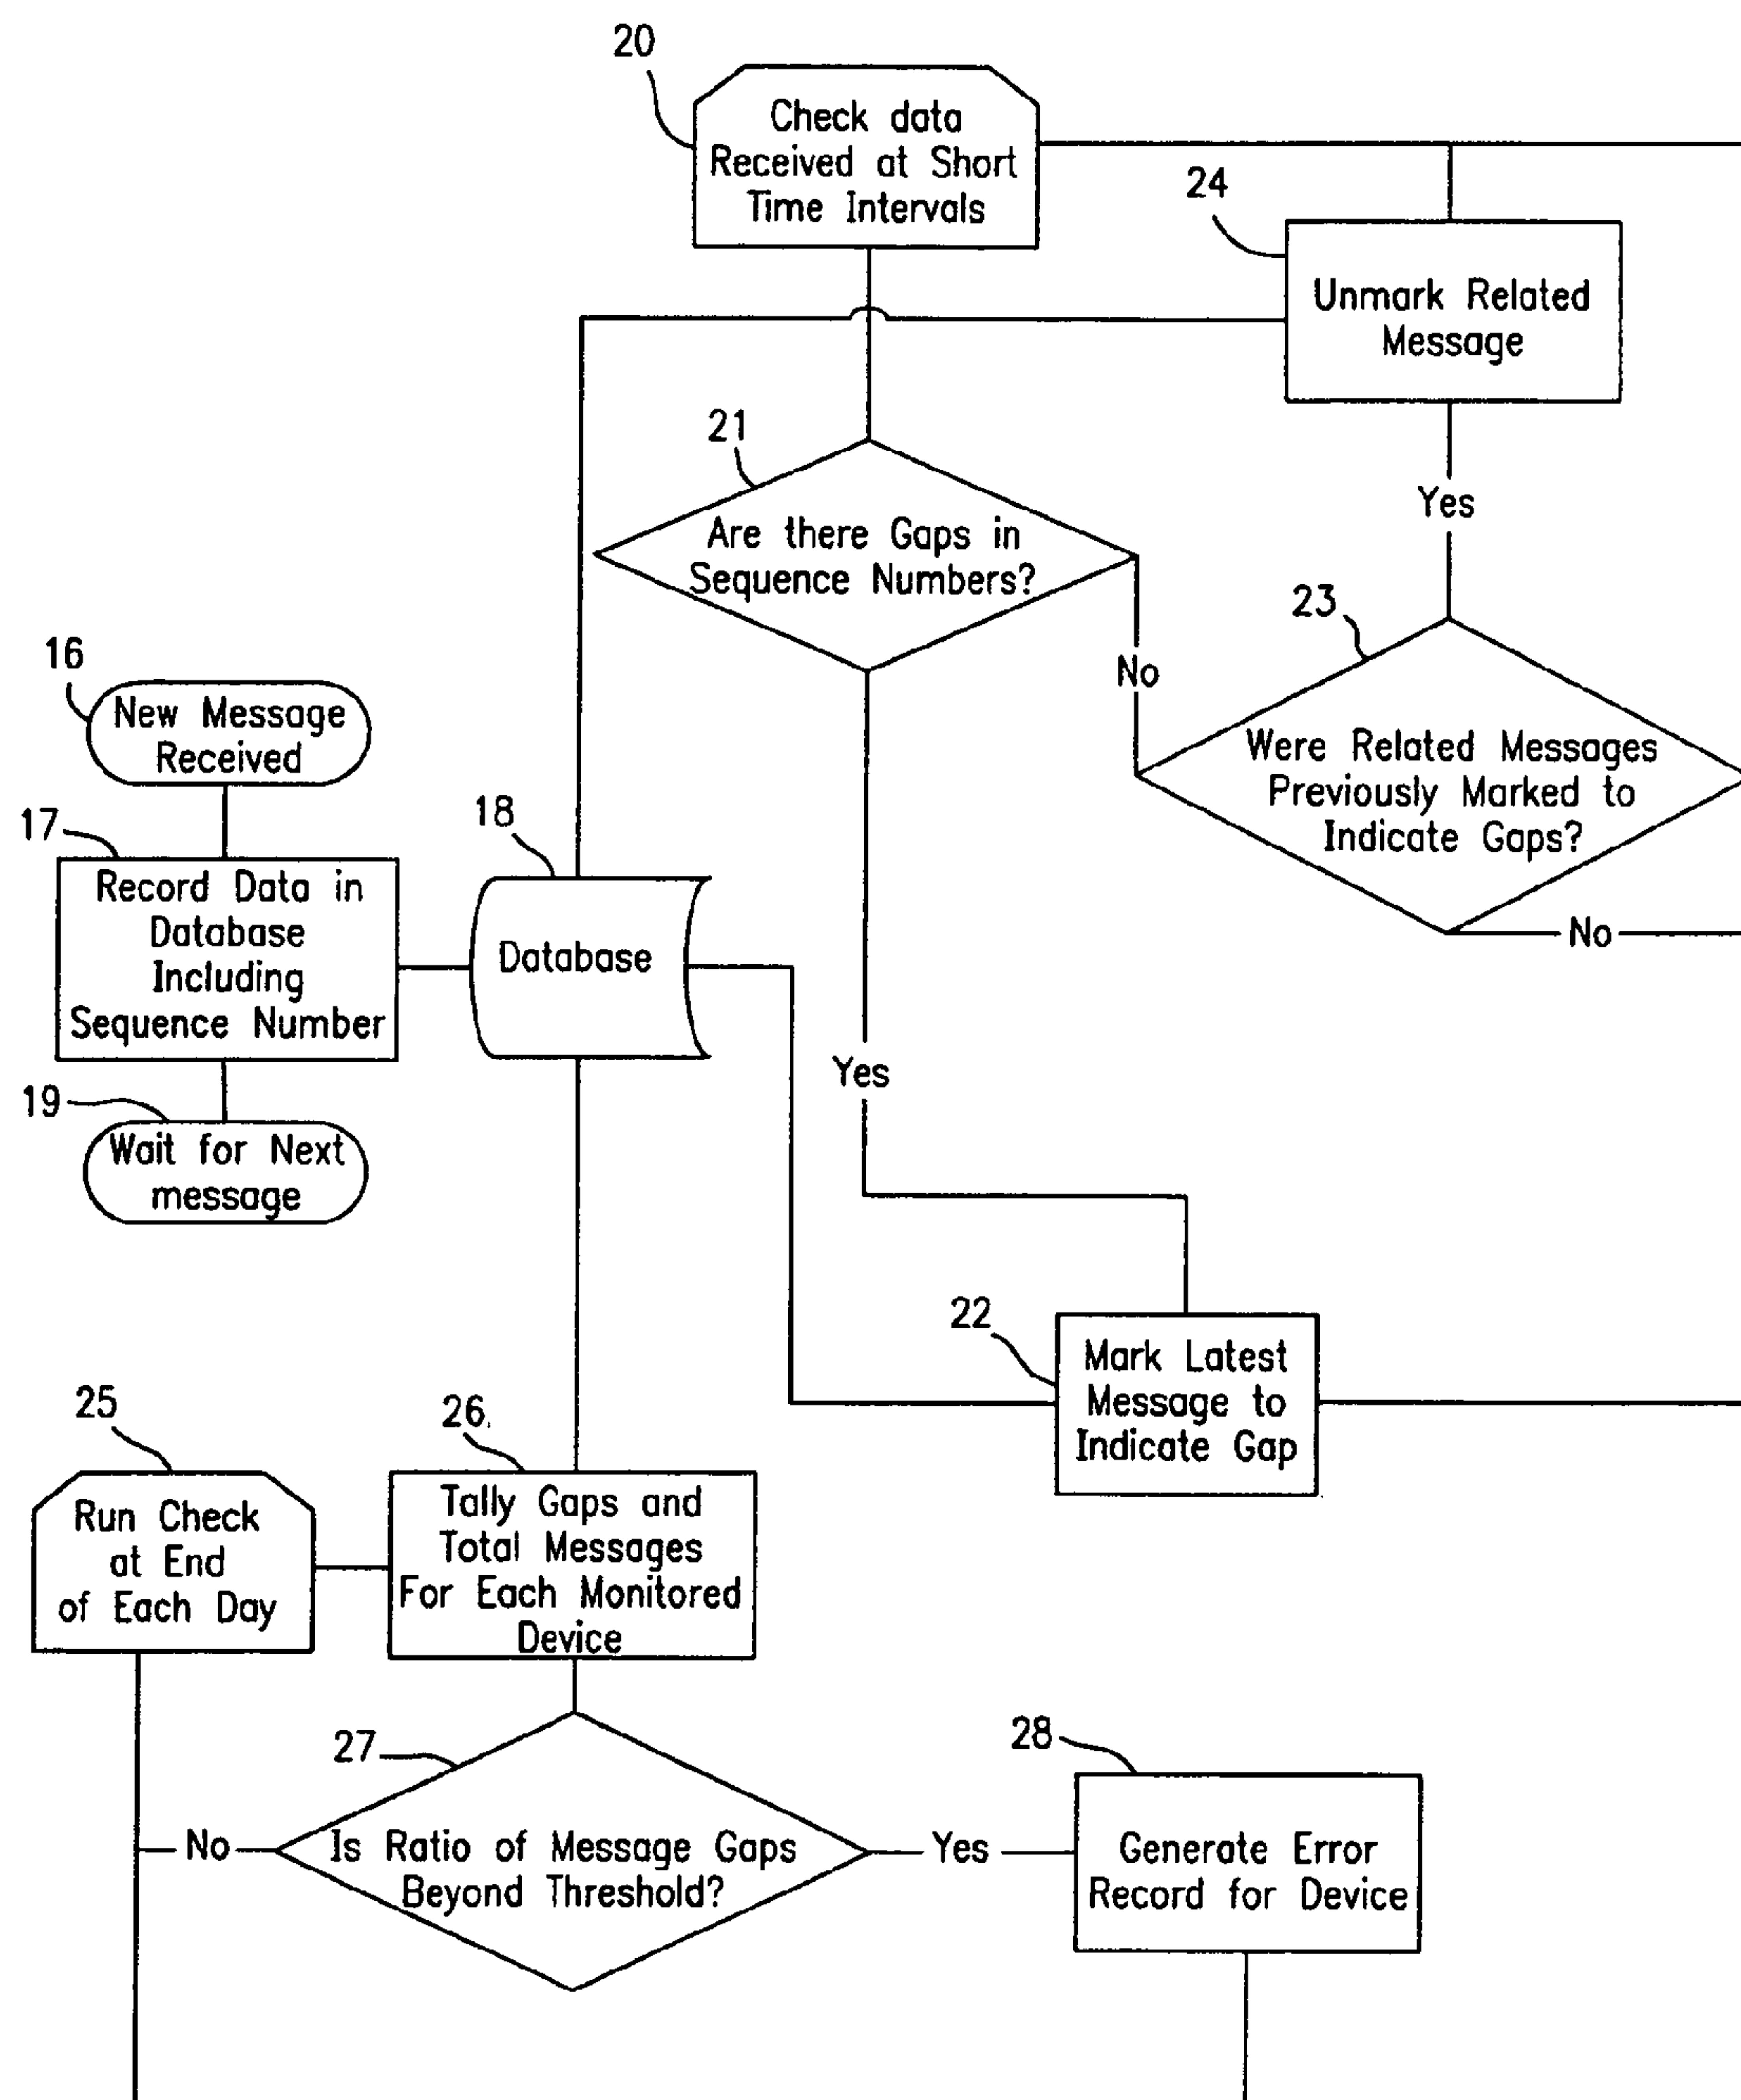 20
Check data
Received at Short
Time Intervals
24
Unmark Related
Message
21
Yes
Are there Gaps in
Sequence Numbers?
23
No
16
New Message
Received
Were Related Messages
Previously Marked to
Indicate Gaps?
No
17
Record Data in
Database
Including
Sequence Number
18
Database
Yes
19
Wait for Next
message
22
Mark Latest
Message to
Indicate Gap
25
Run Check
at End
of Each Day
26
Tally Gaps and
Total Messages
For Each Monitored
Device
27
Is Ratio of Message Gaps
Beyond Threshold?
No
Yes
28
Generate Error
Record for Device